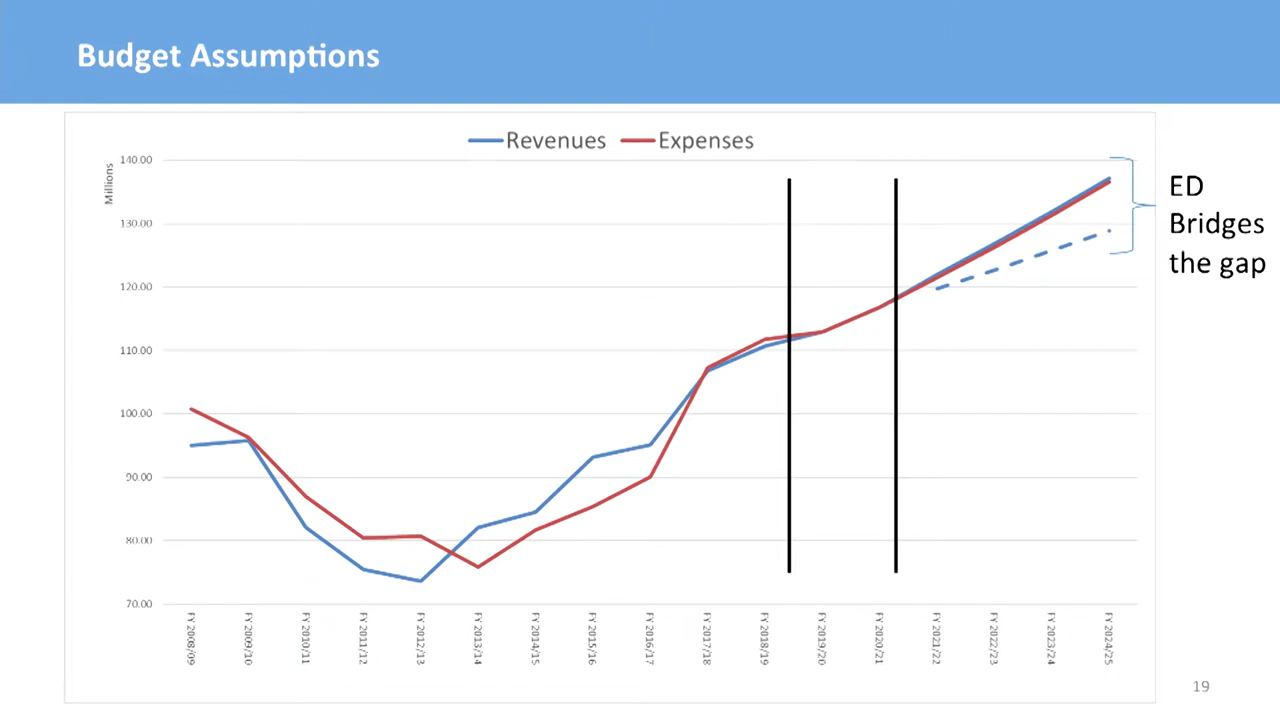 Budget Assumptions
Revenues Expenses
Millions
140.00
130.00
120.00
110.00
100.00
90.00
80.00
70.00
FY 2008/09
FY 2009/10
FY 2010/11
FY 2011/12
FY 2012/13
FY 2013/14
FY 2014/15
FY 2015/16
FY 2016/17
FY 2017/18
FY 2018/19
FY 2019/20
FY 2020/21
FY 2021/22
FY 2022/23
FY 2023/24
FY 2024/25
ED
Bridges
the gap
19